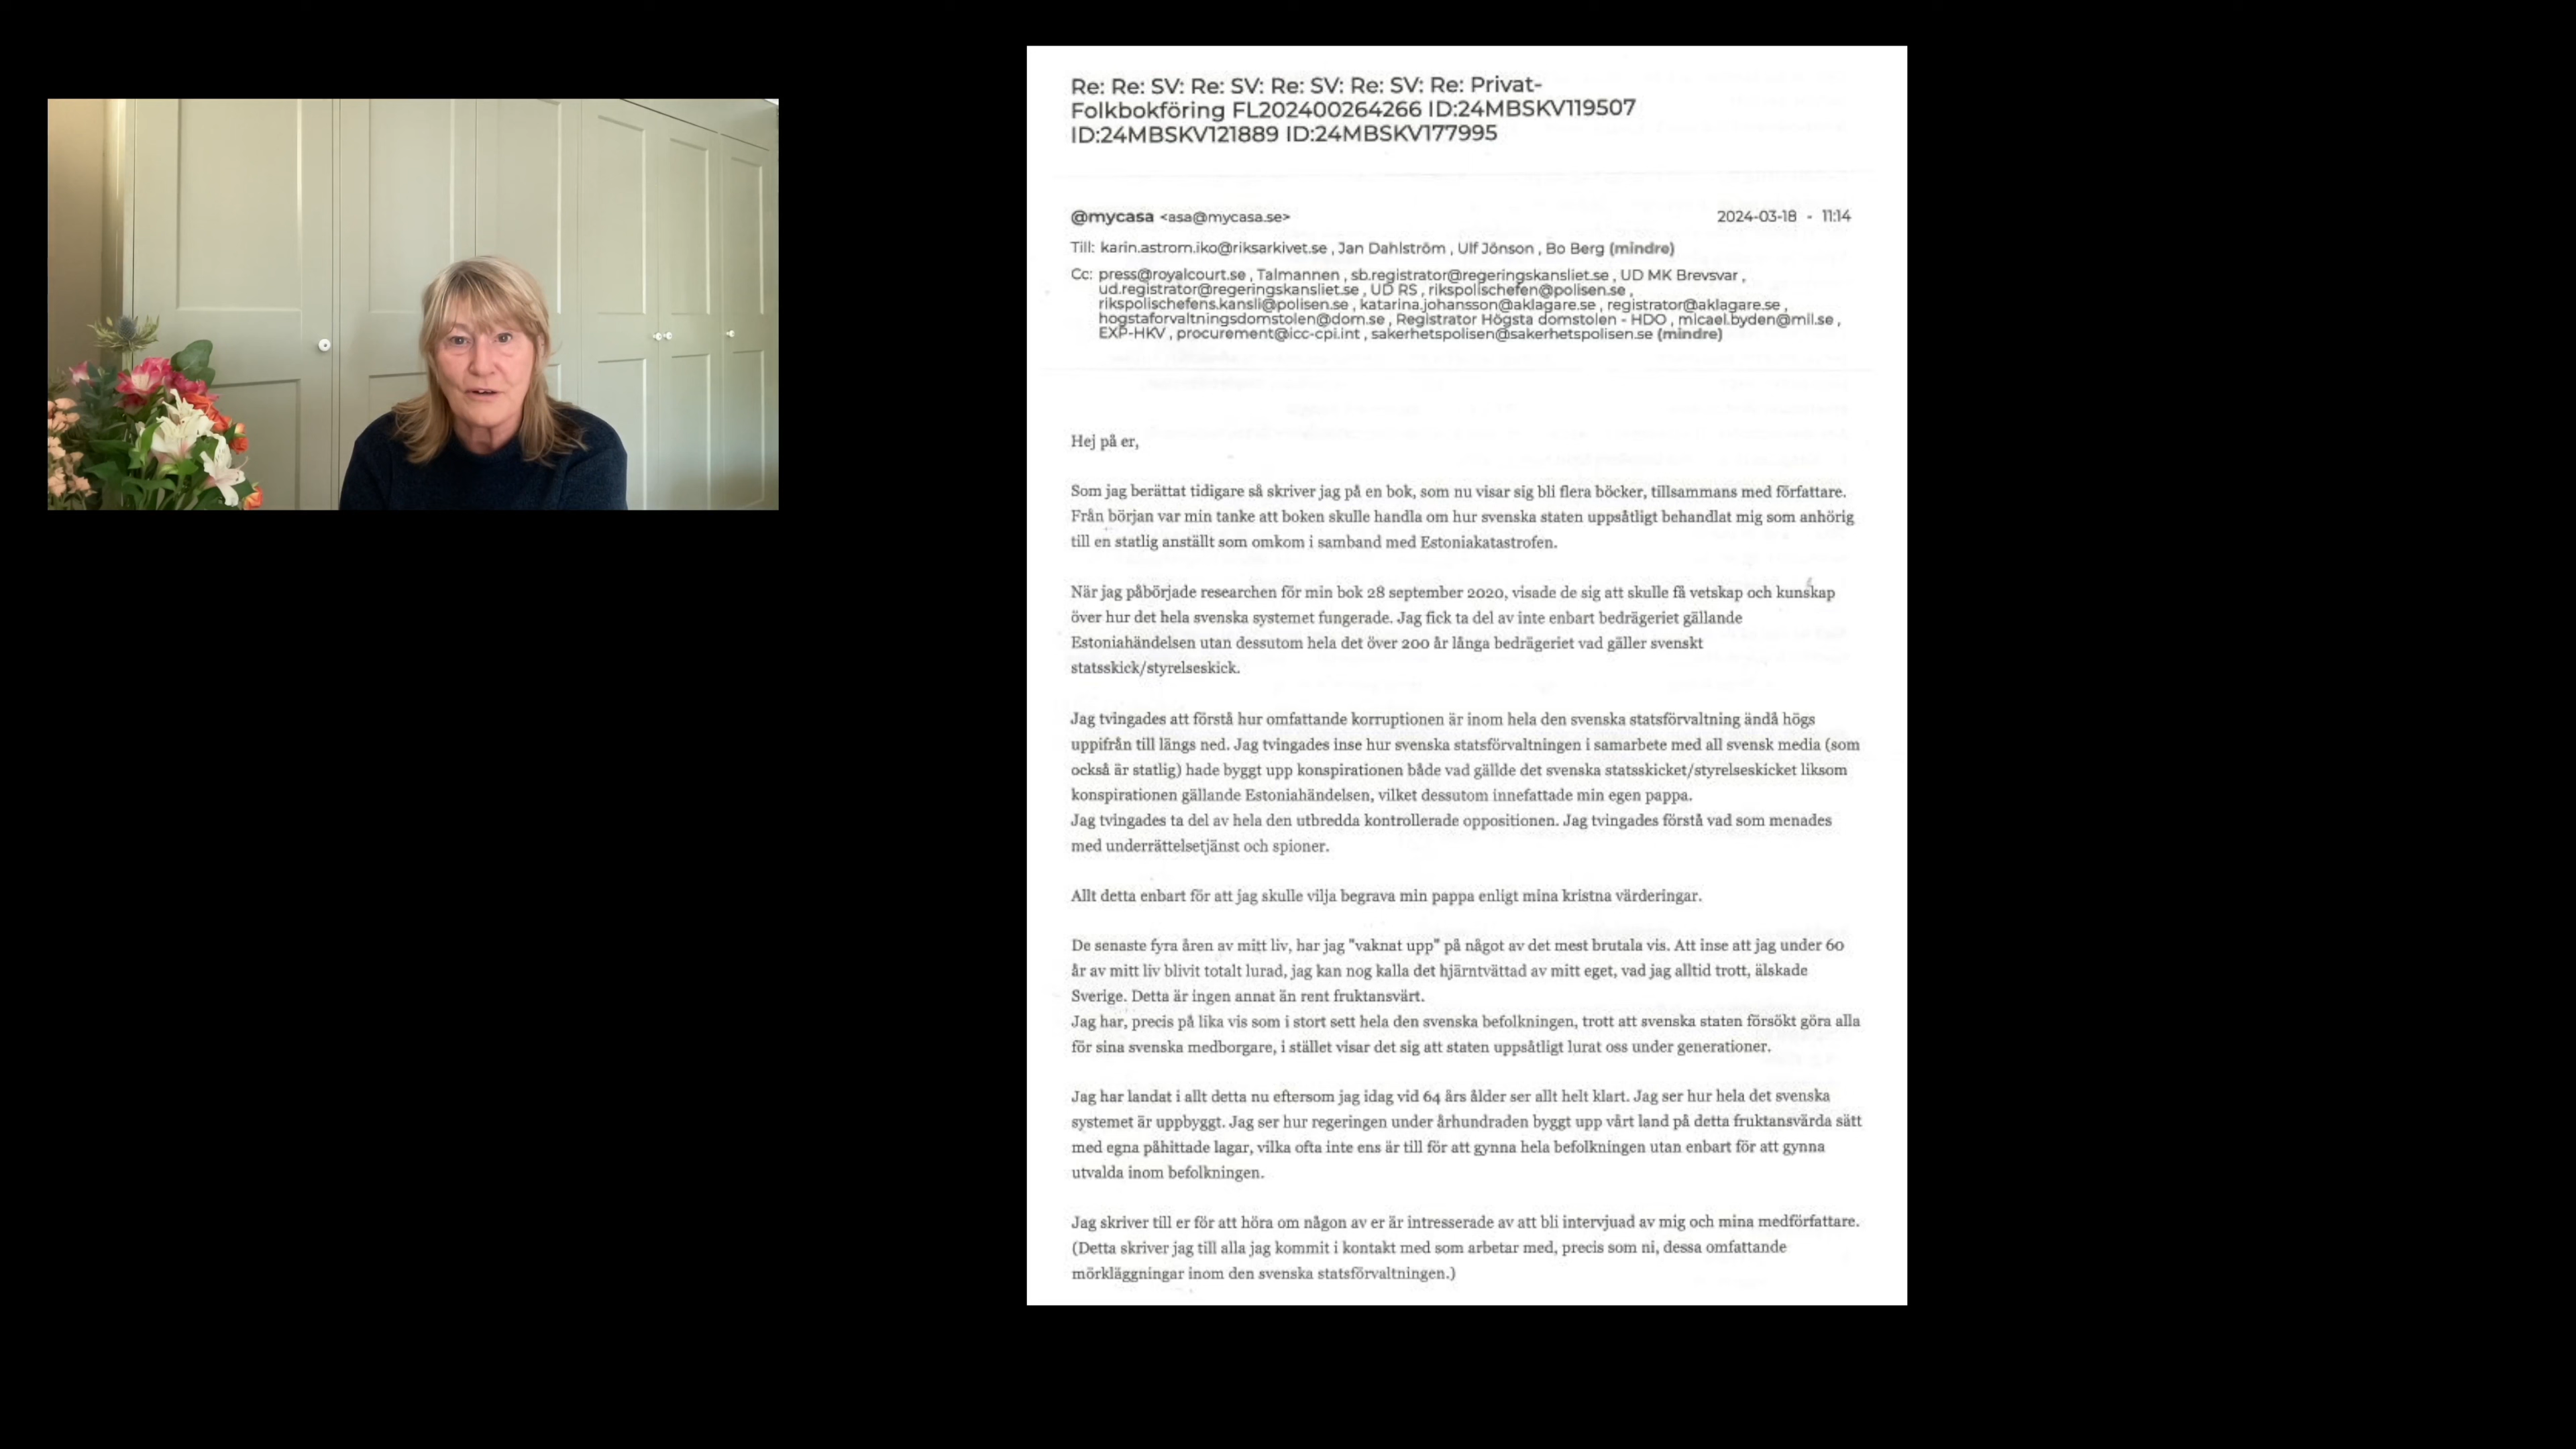 Re: Re: SV: Re: SV: Re: SV: Re: SV: Re: Privat-
Folkbokföring FL202400264266 ID:24MBSKV119507
ID:24MBSKV121889 ID:24MBSKV177995
@mycasa <asa@mycasa.se>
2024-03-18 - 11:14
Till: karin.astrom.iko@riksarkivet.se , Jan Dahlström , Ulf Jönson , Bo Berg (mindre)
Cc: press@royalcourt.se , Talmannen , sb.registrator@regeringskansliet.se , UD MK Brevsvar ,
ud.registrator@regeringskansliet.se , UD RS , rikspolischefen@polisen.se ,
rikspolischefens.kansli@polisen.se , katarina.johansson@aklagare.se , registrator@aklagare.se ,
hogstaforvaltningsdomstolen@dom.se , Registrator Högsta domstolen - HDO , micael.byden@mil.se ,
EXP-HKV , procurement@icc-cpi.int , sakerhetspolisen@sakerhetspolisen.se (mindre)
Hej på er,
Som jag berättat tidigare så skriver jag på en bok, som nu visar sig bli flera böcker, tillsammans med författare.
Från början var min tanke att boken skulle handla om hur svenska staten uppsåtligt behandlat mig som anhörig
till en statlig anställt som omkom i samband med Estoniakatastrofen.
När jag påbörjade researchen för min bok 28 september 2020, visade de sig att skulle få vetskap och kunskap
över hur det hela svenska systemet fungerade. Jag fick ta del av inte enbart bedrägeriet gällande
Estoniahändelsen utan dessutom hela det över 200 år långa bedrägeriet vad gäller svenskt
statsskick/styrelseskick.
Jag tvingades att förstå hur omfattande korruptionen är inom hela den svenska statsförvaltning ändå högs
uppifrån till längs ned. Jag tvingades inse hur svenska statsförvaltningen i samarbete med all svensk media (som
också är statlig) hade byggt upp konspirationen både vad gällde det svenska statsskicket/styrelseskicket liksom
konspirationen gällande Estoniahändelsen, vilket dessutom innefattade min egen pappa.
Jag tvingades ta del av hela den utbredda kontrollerade oppositionen. Jag tvingades förstå vad som menades
med underrättelsetjänst och spioner.
Allt detta enbart för att jag skulle vilja begrava min pappa enligt mina kristna värderingar.
De senaste fyra åren av mitt liv, har jag "vaknat upp" på något av det mest brutala vis. Att inse att jag under 60
år av mitt liv blivit totalt lurad, jag kan nog kalla det hjärntvättad av mitt eget, vad jag alltid trott, älskade
Sverige. Detta är ingen annat än rent fruktansvärt.
Jag har, precis på lika vis som i stort sett hela den svenska befolkningen, trott att svenska staten försökt göra alla
för sina svenska medborgare, i stället visar det sig att staten uppsåtligt lurat oss under generationer.
Jag har landat i allt detta nu eftersom jag idag vid 64 års ålder ser allt helt klart. Jag ser hur hela det svenska
systemet är uppbyggt. Jag ser hur regeringen under århundraden byggt upp vårt land på detta fruktansvärda sätt
med egna påhittade lagar, vilka ofta inte ens är till för att gynna hela befolkningen utan enbart för att gynna
utvalda inom befolkningen.
Jag skriver till er för att höra om någon av er är intresserade av att bli intervjuad av mig och mina medförfattare.
(Detta skriver jag till alla jag kommit i kontakt med som arbetar med, precis som ni, dessa omfattande
mörkläggningar inom den svenska statsförvaltningen.)